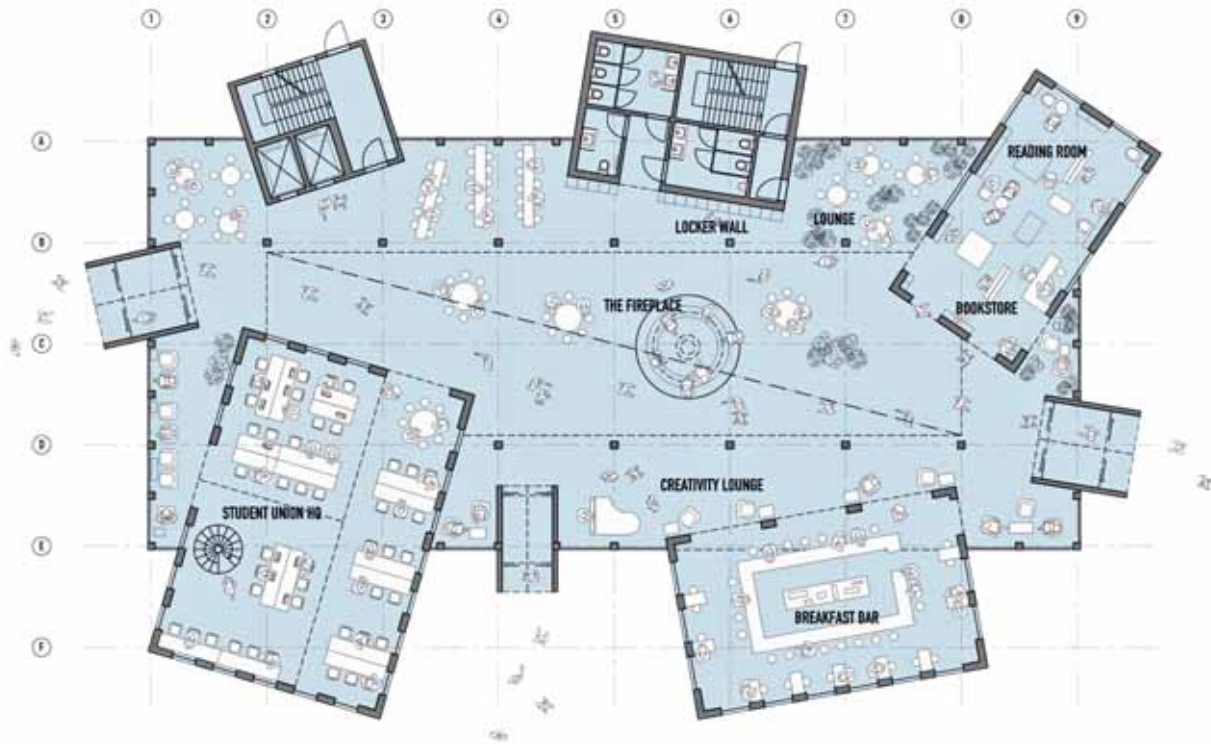 1 2 3 4 5 6 7 8 9
A
READING ROOM
LOUNGE
LOCKER WALL
B
THE FIREPLACE
BOOKSTORE
C
D
CREATIVITY LOUNGE
STUDENT UNION HQ
E
BREAKFAST BAR
F